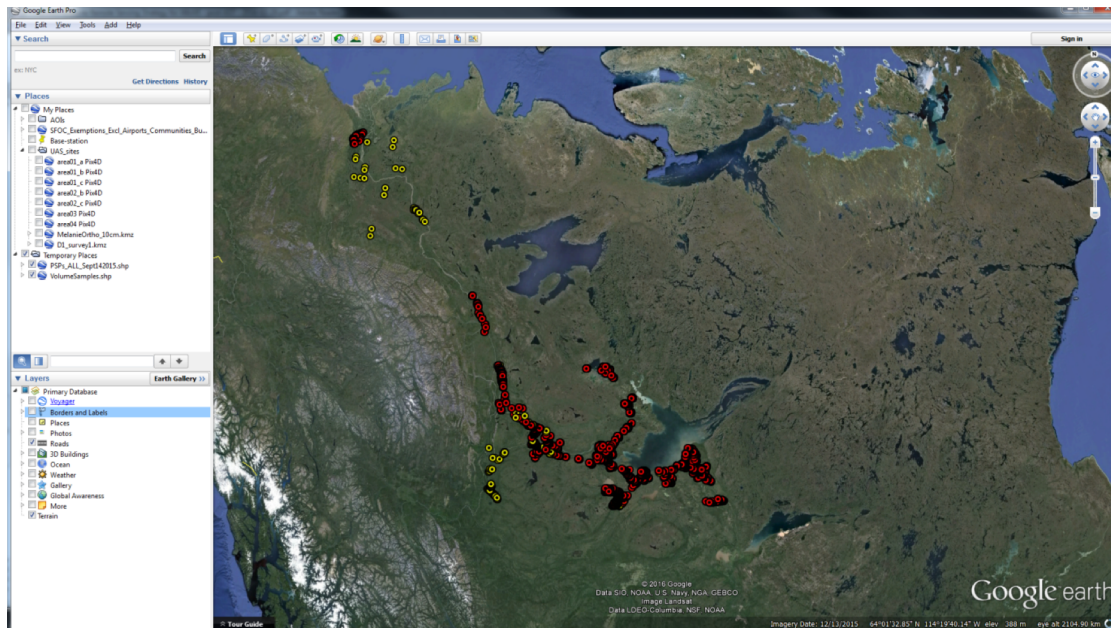 Google Earth Pro
File Edit View Tools Add Help
Search
Search
ex: NYC
Get Directions History
Places
My Places
AOIs
SFOC_Exemptions_Excl_Airports_Communities_Bu...
Base-station
UAS_sites
area01_a Pix4D
area01_b Pix4D
area01_c Pix4D
area02_b Pix4D
area02_c Pix4D
area03 Pix4D
area04 Pix4D
MelanieOrtho_10cm.kmz
D1_survey1.kmz
Temporary Places
PSPs_ALL_Sept142015.shp
VolumeSamples.shp
Layers
Earth Gallery >>
Primary Database
Voyager
Borders and Labels
Places
Photos
Roads
3D Buildings
Ocean
Weather
Gallery
Global Awareness
More
Terrain
Sign in
N
© 2016 Google
Data SIO, NOAA, U.S. Navy, NGA, GEBCO
Image Landsat
Data LDEO-Columbia, NSF, NOAA
Google earth
Tour Guide
Imagery Date: 12/13/2015 64°01'32.85" N 114°19'40.14" W elev 388 m eye alt 2104.90 km